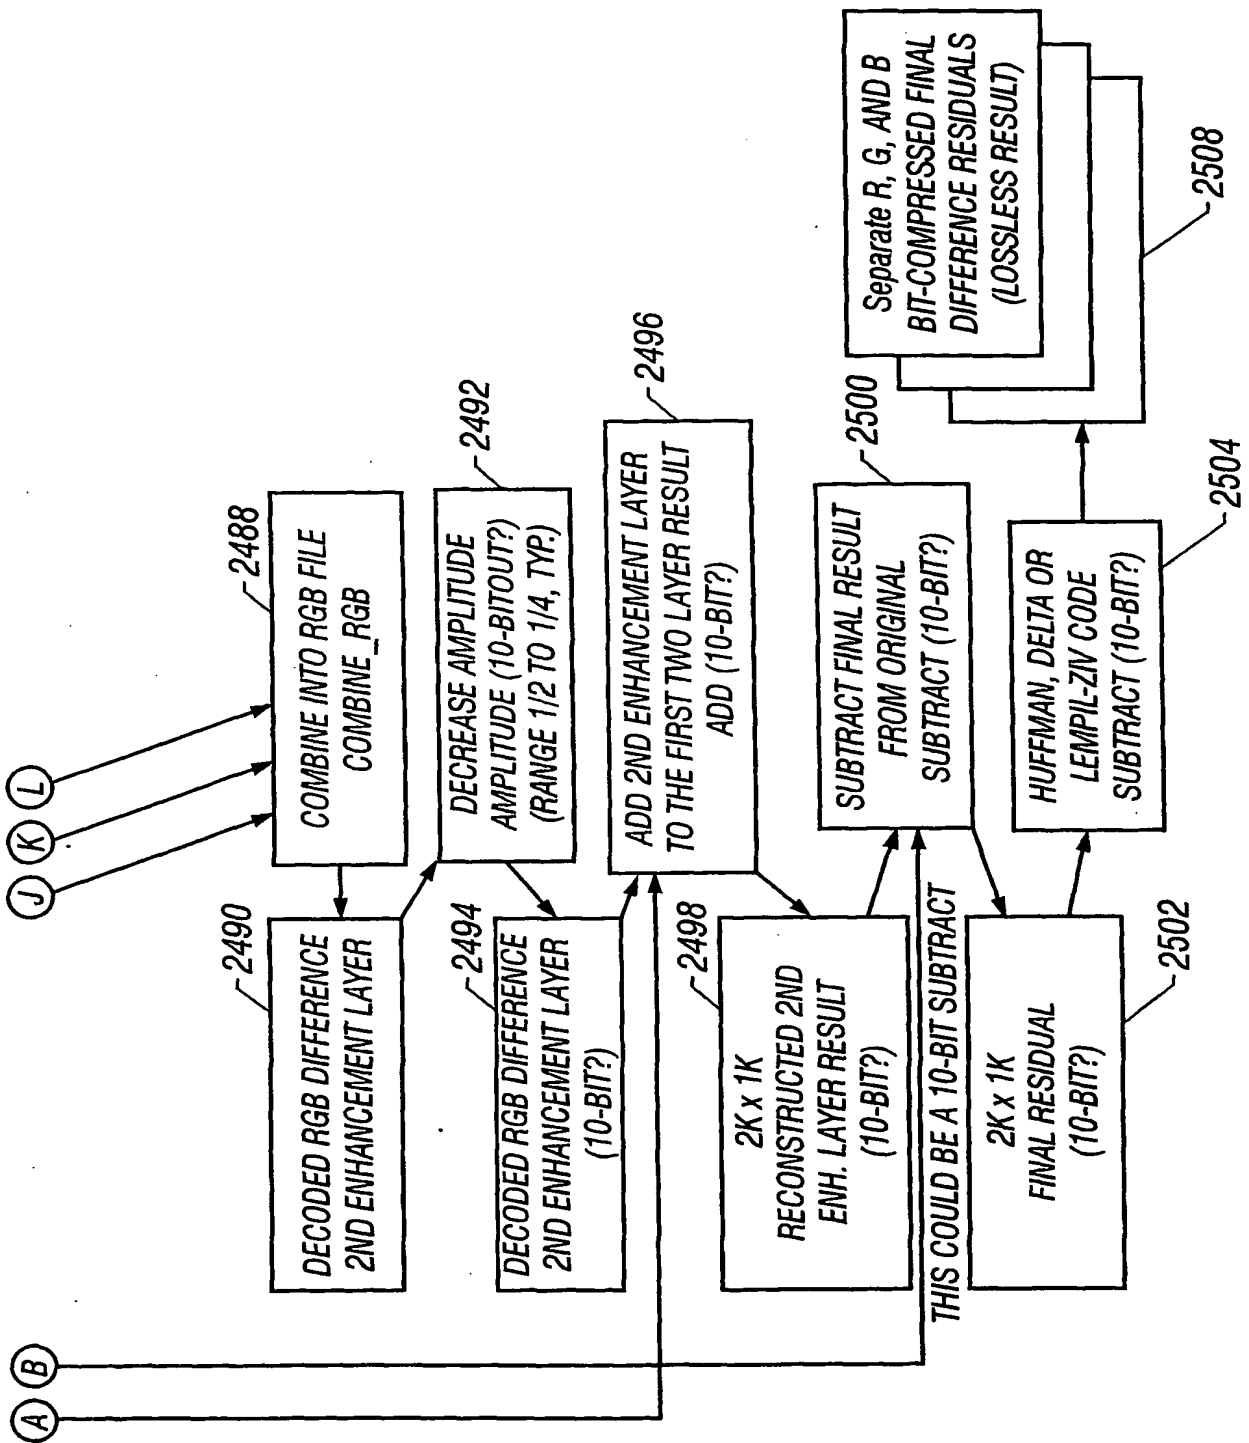 A
B
J
K
L
2488
COMBINE INTO RGB FILE
COMBINE_RGB
2490
DECODED RGB DIFFERENCE
2ND ENHANCEMENT LAYER
2492
DECREASE AMPLITUDE
AMPLITUDE (10-BITOUT?)
(RANGE 1/2 TO 1/4, TYP.)
2494
DECODED RGB DIFFERENCE
2ND ENHANCEMENT LAYER
(10-BIT?)
2496
ADD 2ND ENHANCEMENT LAYER
TO THE FIRST TWO LAYER RESULT
ADD (10-BIT?)
2498
2K x 1K
RECONSTRUCTED 2ND
ENH. LAYER RESULT
(10-BIT?)
2500
SUBTRACT FINAL RESULT
FROM ORIGINAL
SUBTRACT (10-BIT?)
THIS COULD BE A 10-BIT SUBTRACT
2502
2K x 1K
FINAL RESIDUAL
(10-BIT?)
2504
HUFFMAN, DELTA OR
LEMPIL-ZIV CODE
SUBTRACT (10-BIT?)
Separate R, G, AND B
BIT-COMPRESSED FINAL
DIFFERENCE RESIDUALS
(LOSSLESS RESULT)
2508